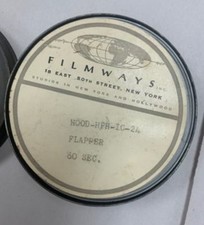 FILMWAYS INC
18 EAST 50TH STREET, NEW YORK
STUDIOS IN NEW YORK AND HOLLYWOOD
FLAPPER
60 SEC.